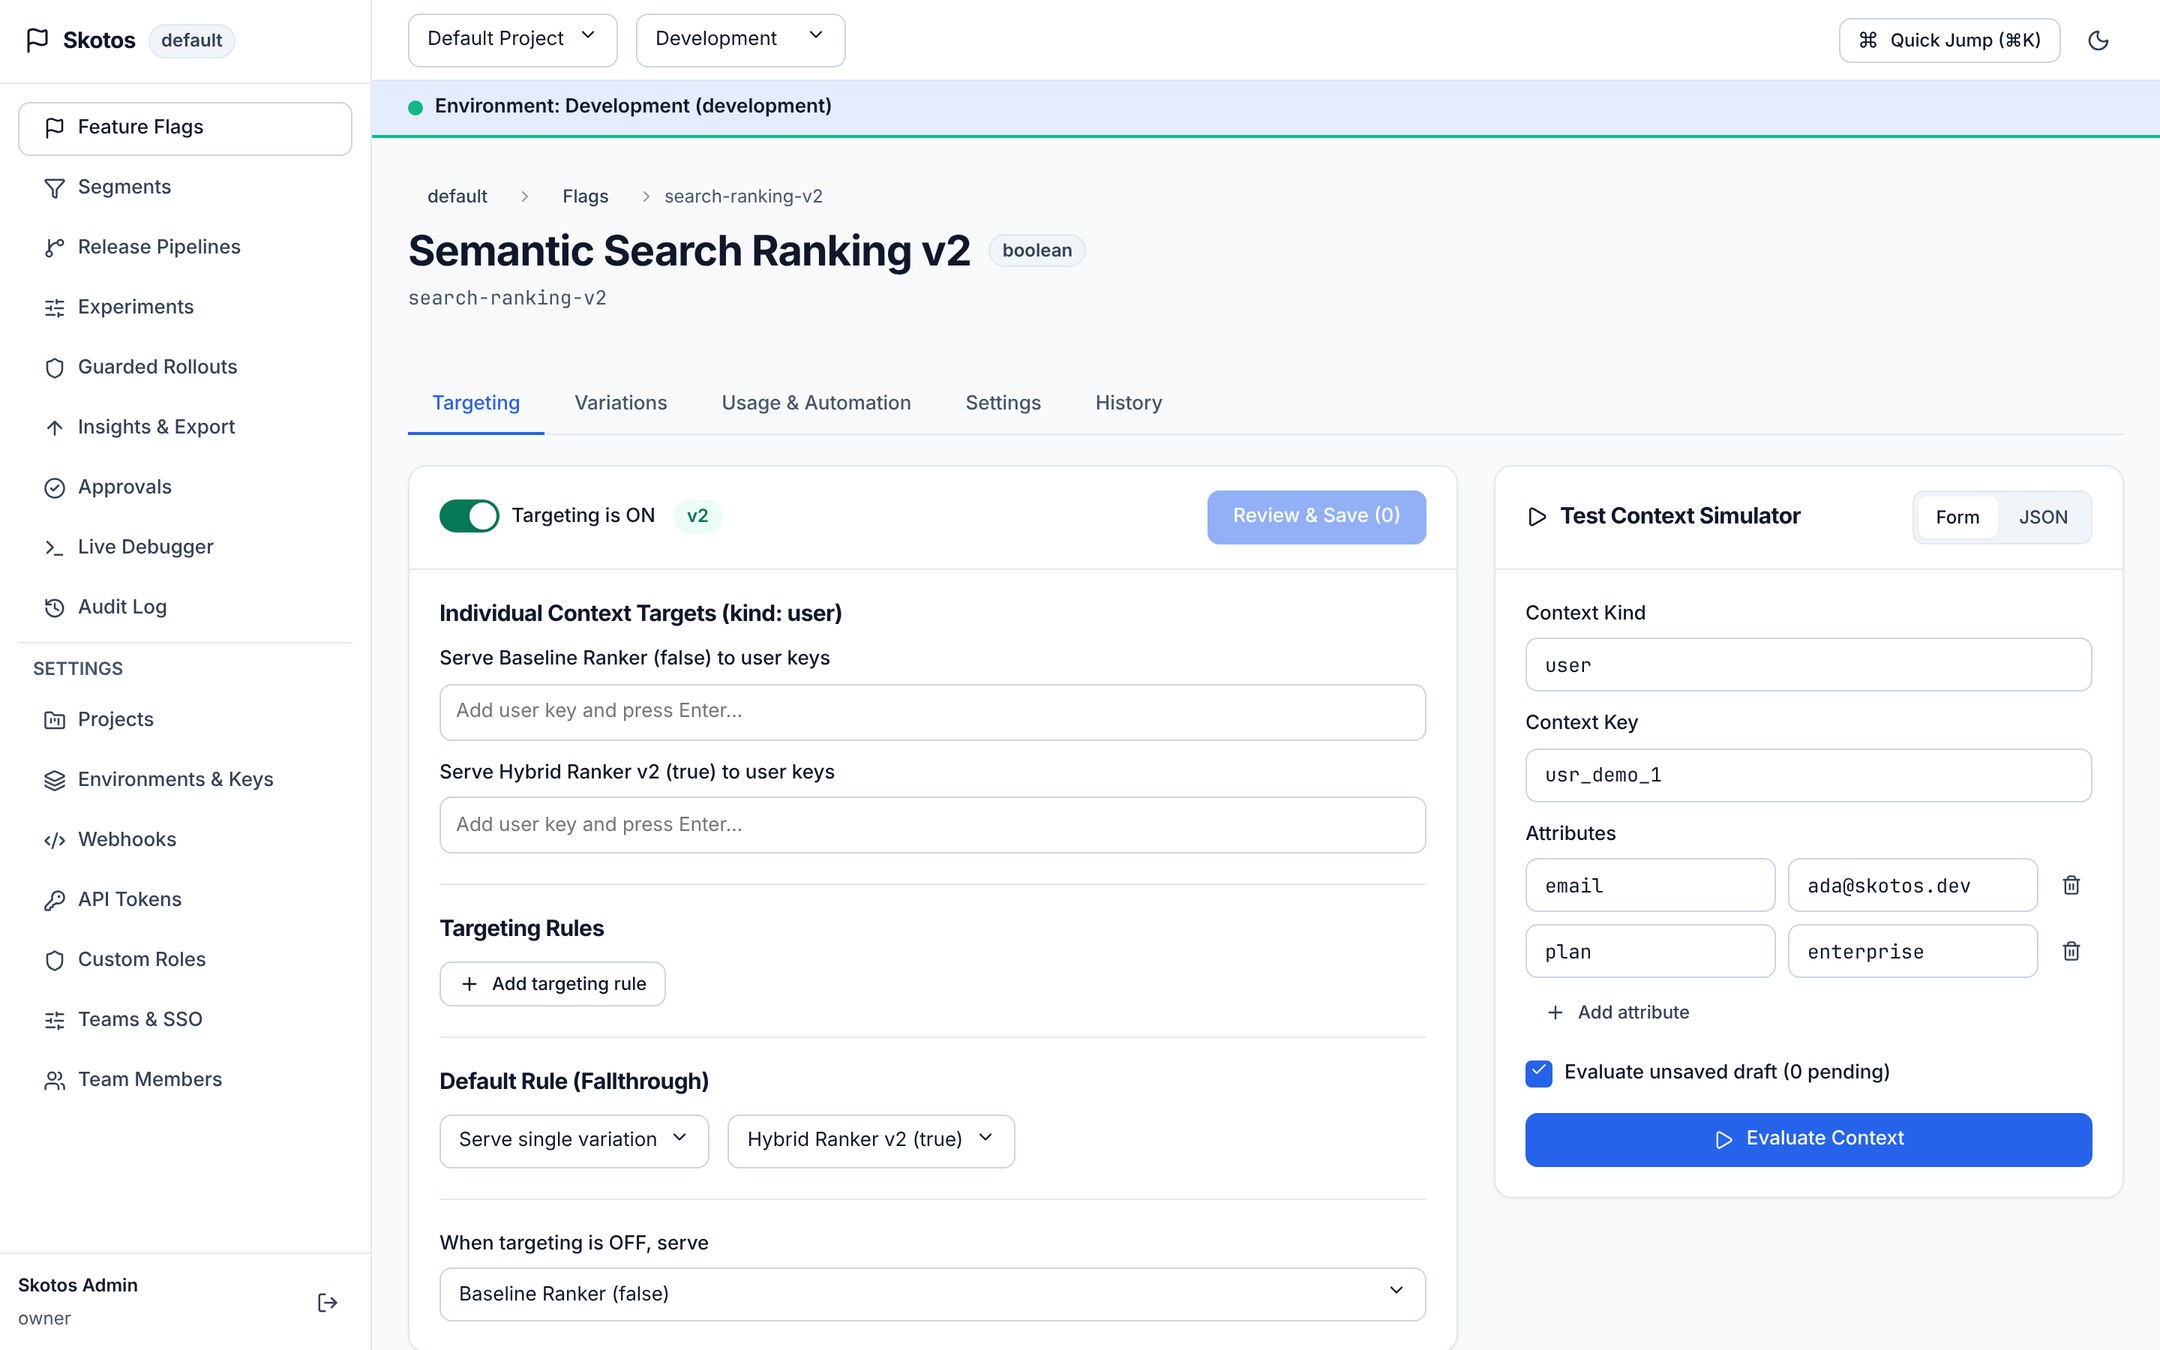 Skotos default
Default Project
Development
Quick Jump (⌘K)
Environment: Development (development)
Feature Flags
Segments
Release Pipelines
Experiments
Guarded Rollouts
Insights & Export
Approvals
Live Debugger
Audit Log
SETTINGS
Projects
Environments & Keys
Webhooks
API Tokens
Custom Roles
Teams & SSO
Team Members
Skotos Admin
owner
default > Flags > search-ranking-v2
Semantic Search Ranking v2 boolean
search-ranking-v2
Targeting Variations Usage & Automation Settings History
Targeting is ON v2 Review & Save (0)
Individual Context Targets (kind: user)
Serve Baseline Ranker (false) to user keys
Add user key and press Enter...
Serve Hybrid Ranker v2 (true) to user keys
Add user key and press Enter...
Targeting Rules
Add targeting rule
Default Rule (Fallthrough)
Serve single variation Hybrid Ranker v2 (true)
When targeting is OFF, serve
Baseline Ranker (false)
Test Context Simulator Form JSON
Context Kind
user
Context Key
usr_demo_1
Attributes
email ada@skotos.dev
plan enterprise
Add attribute
Evaluate unsaved draft (0 pending)
Evaluate Context